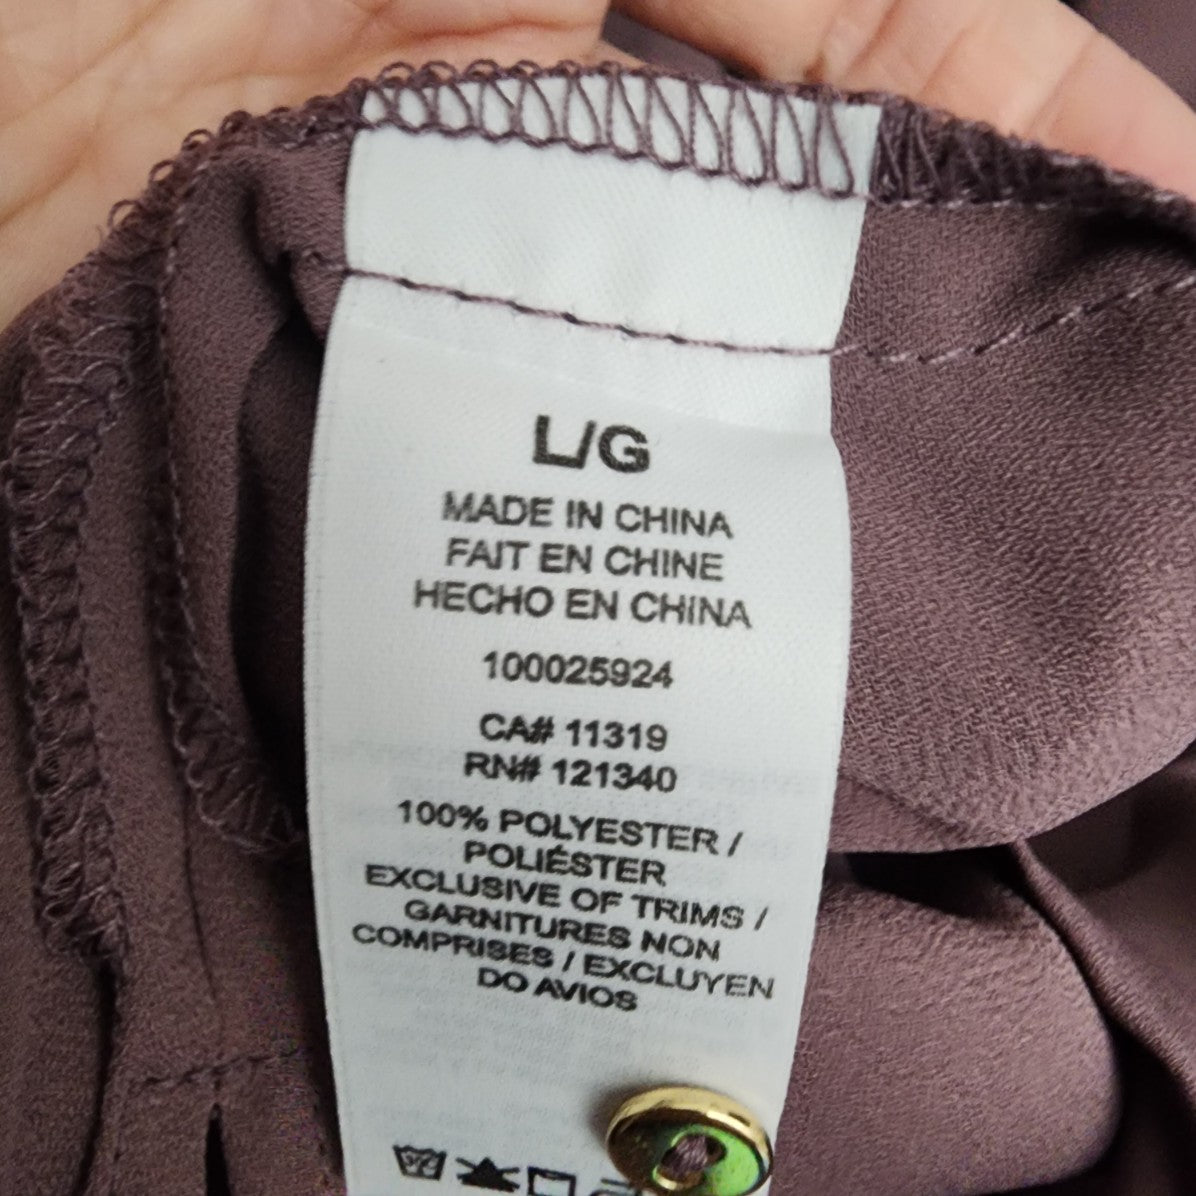 L/G
MADE IN CHINA
FAIT EN CHINE
HECHO EN CHINA
100025924
CA# 11319
RN# 121340
100% POLYESTER /
POLIÉSTER
EXCLUSIVE OF TRIMS /
GARNITURES NON
COMPRISES / EXCLUYEN
DO AVIOS